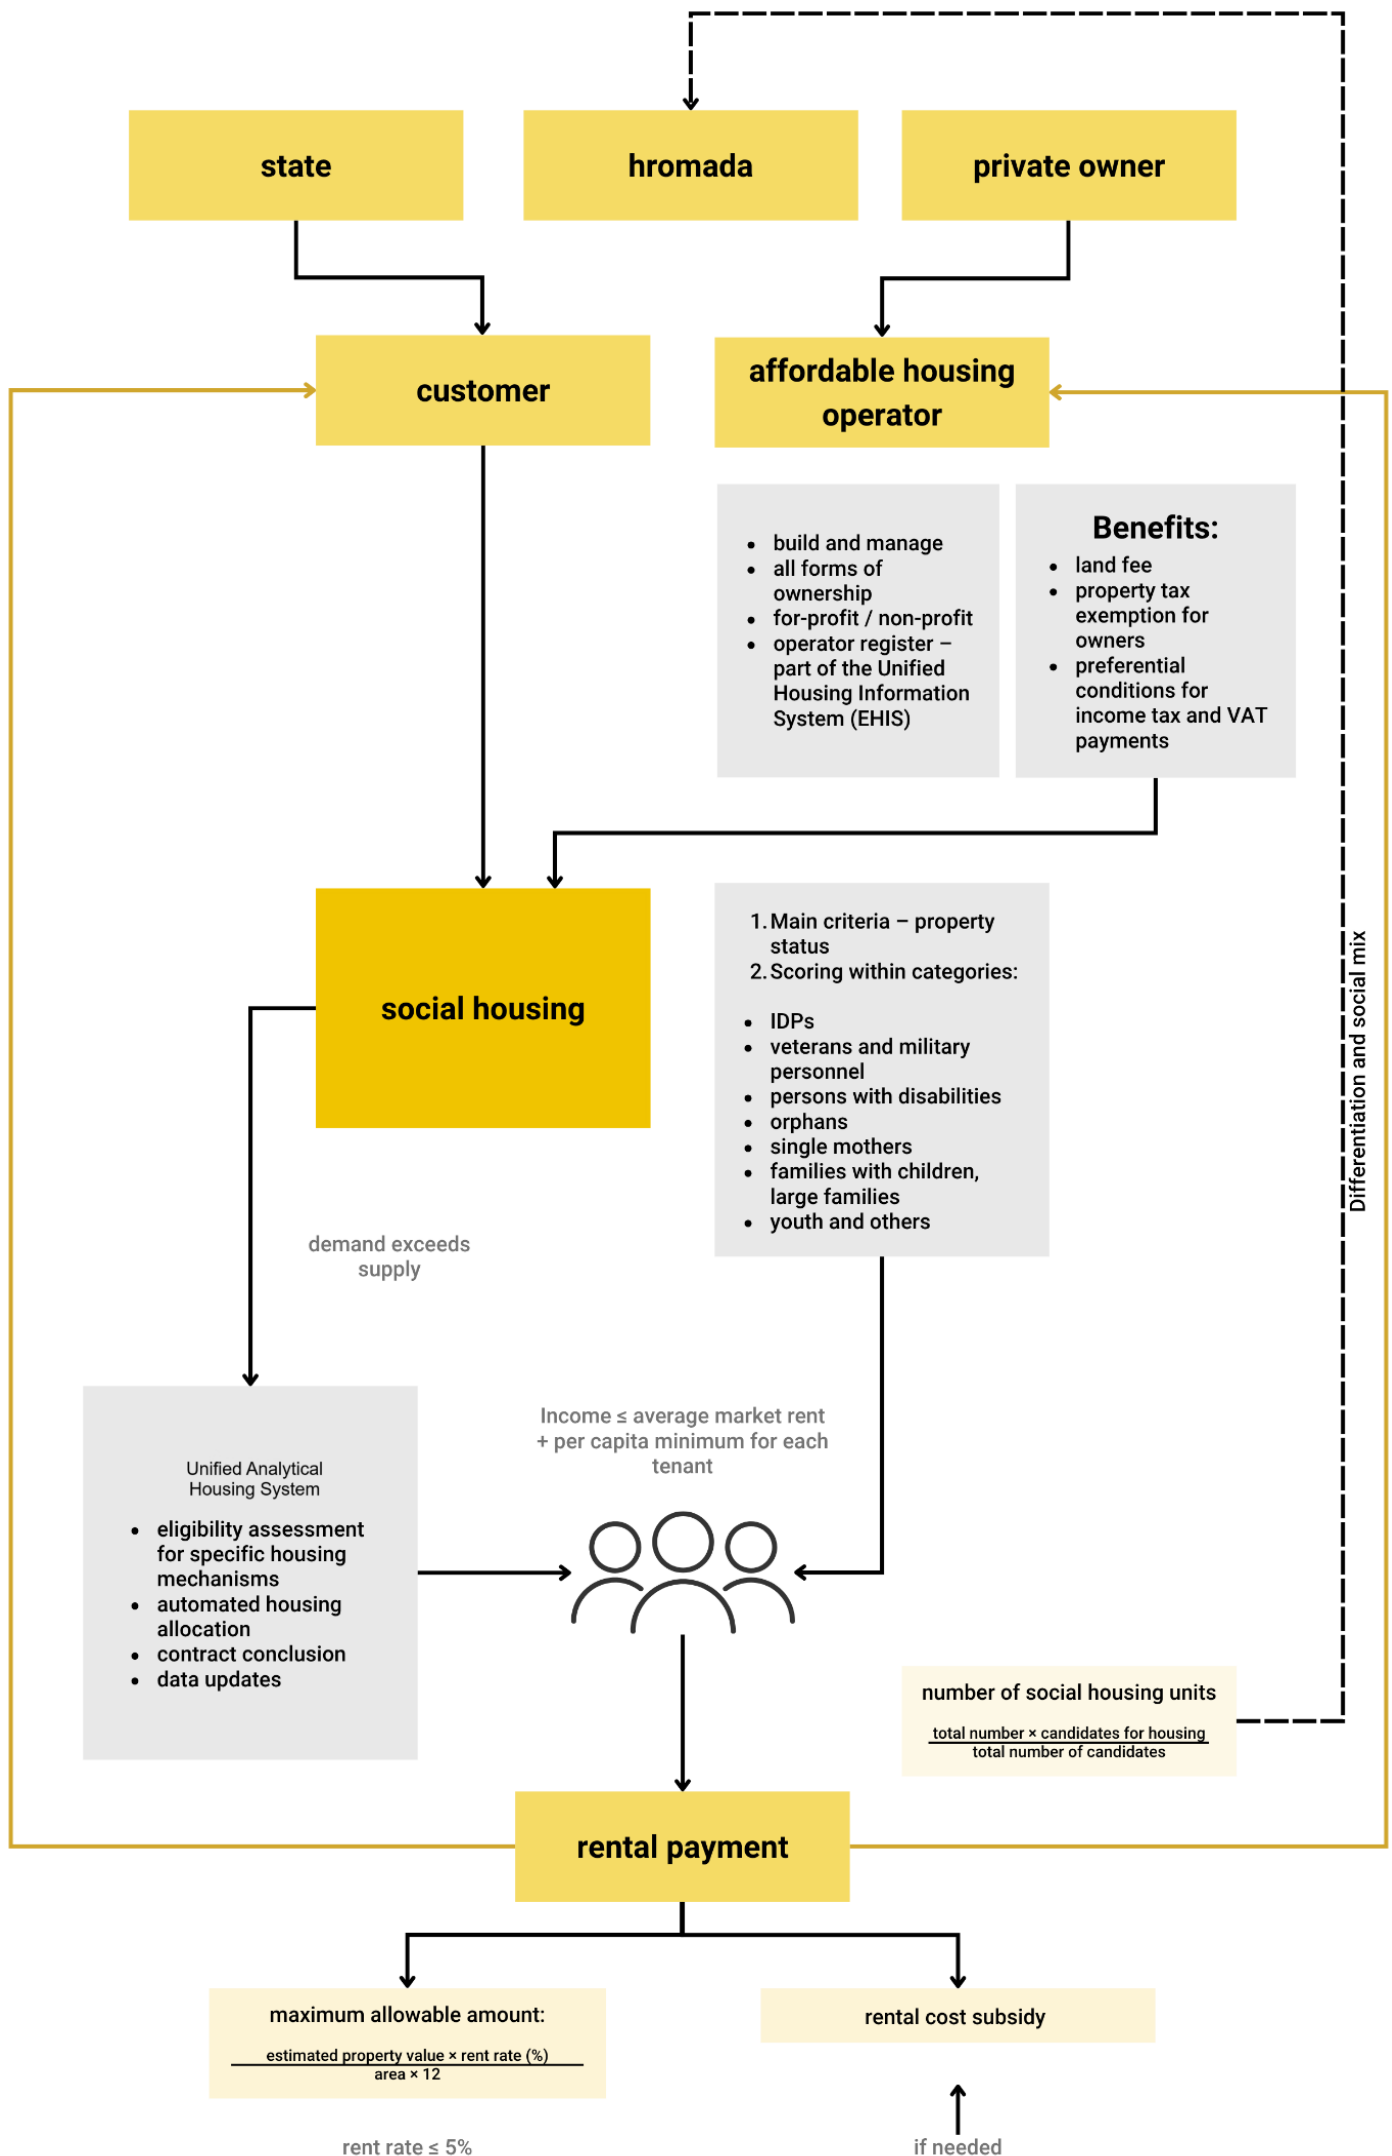 state
hromada
private owner
customer
affordable housing
operator
• build and manage
• all forms of
ownership
• for-profit / non-profit
• operator register –
part of the Unified
Housing Information
System (EHIS)
Benefits:
• land fee
• property tax
exemption for
owners
• preferential
conditions for
income tax and VAT
payments
social housing
1. Main criteria – property
status
2. Scoring within categories:
• IDPs
• veterans and military
personnel
• persons with disabilities
• orphans
• single mothers
• families with children,
large families
• youth and others
Differentiation and social mix
demand exceeds
supply
Income ≤ average market rent
+ per capita minimum for each
tenant
Unified Analytical
Housing System
• eligibility assessment
for specific housing
mechanisms
• automated housing
allocation
• contract conclusion
• data updates
number of social housing units
total number × candidates for housing
total number of candidates
rental payment
maximum allowable amount:
estimated property value × rent rate (%)
area × 12
rental cost subsidy
rent rate ≤ 5%
if needed